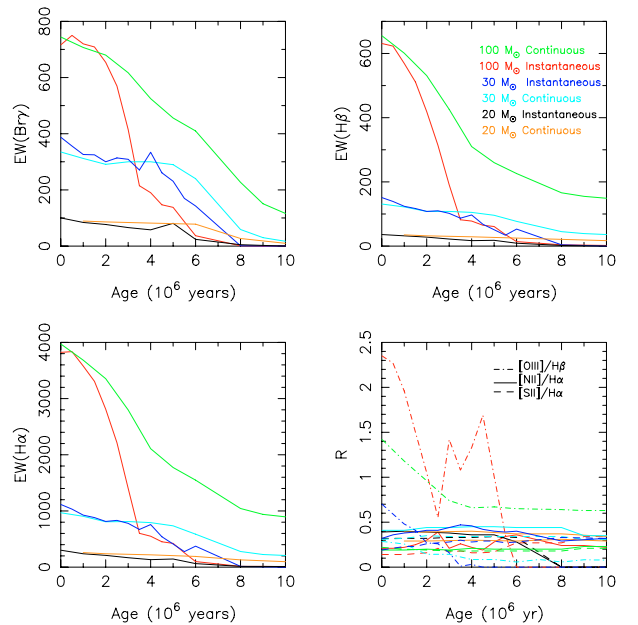 EW(Brγ)
800
600
400
200
0
0 2 4 6 8 10
Age (10⁶ years)
EW(Hβ)
600
400
200
0
0 2 4 6 8 10
Age (10⁶ years)
100 M⊙ Continuous
100 M⊙ Instantaneous
30 M⊙ Instantaneous
30 M⊙ Continuous
20 M⊙ Instantaneous
20 M⊙ Continuous
EW(Hα)
4000
3000
2000
1000
0
0 2 4 6 8 10
Age (10⁶ years)
R
2.5
2
1.5
1
0.5
0
0 2 4 6 8 10
Age (10⁶ yr)
[OIII]/Hβ
[NII]/Hα
[SII]/Hα